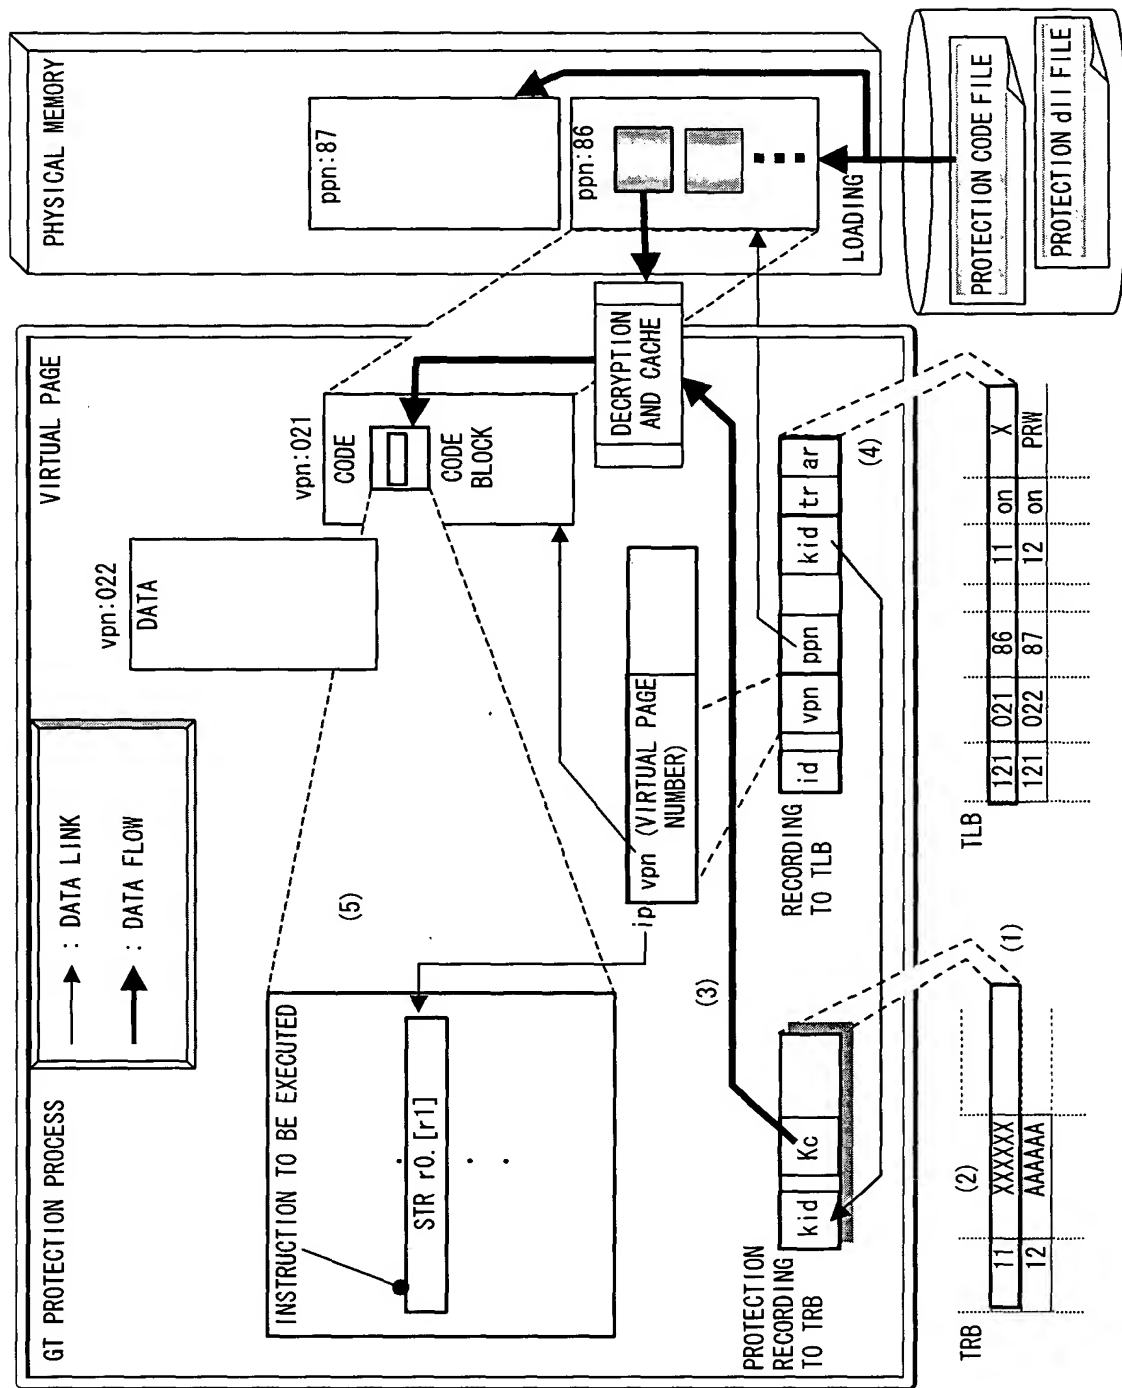 GT PROTECTION PROCESS
: DATA LINK
: DATA FLOW
VIRTUAL PAGE
PHYSICAL MEMORY
vpn:022
DATA
vpn:021
CODE
CODE
BLOCK
ppn:87
ppn:86
LOADING
INSTRUCTION TO BE EXECUTED
STR r0. [r1]
(5)
DECRYPTION
AND CACHE
ip
vpn (VIRTUAL PAGE
NUMBER)
(3)
PROTECTION
RECORDING
TO TRB
kid
Kc
RECORDING
TO TLB
id
vpn
ppn
kid
tr
ar
(1)
(4)
PROTECTION CODE FILE
PROTECTION dll FILE
TRB
(2)
11 XXXXXX
12 AAAAAA
TLB
121 021 86 11 on X
121 022 87 12 on PRW